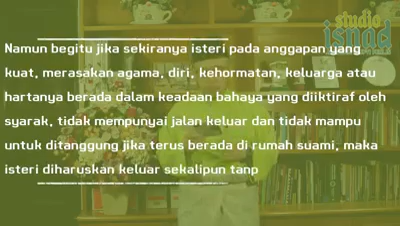 studio
isnad
Namun begitu jika sekiranya isteri pada anggapan yang
kuat, merasakan agama, diri, kehormatan, keluarga atau
hartanya berada dalam keadaan bahaya yang diiktiraf oleh
syarak, tidak mempunyai jalan keluar dan tidak mampu
untuk ditanggung jika terus berada di rumah suami, maka
isteri diharuskan keluar sekalipun tanp